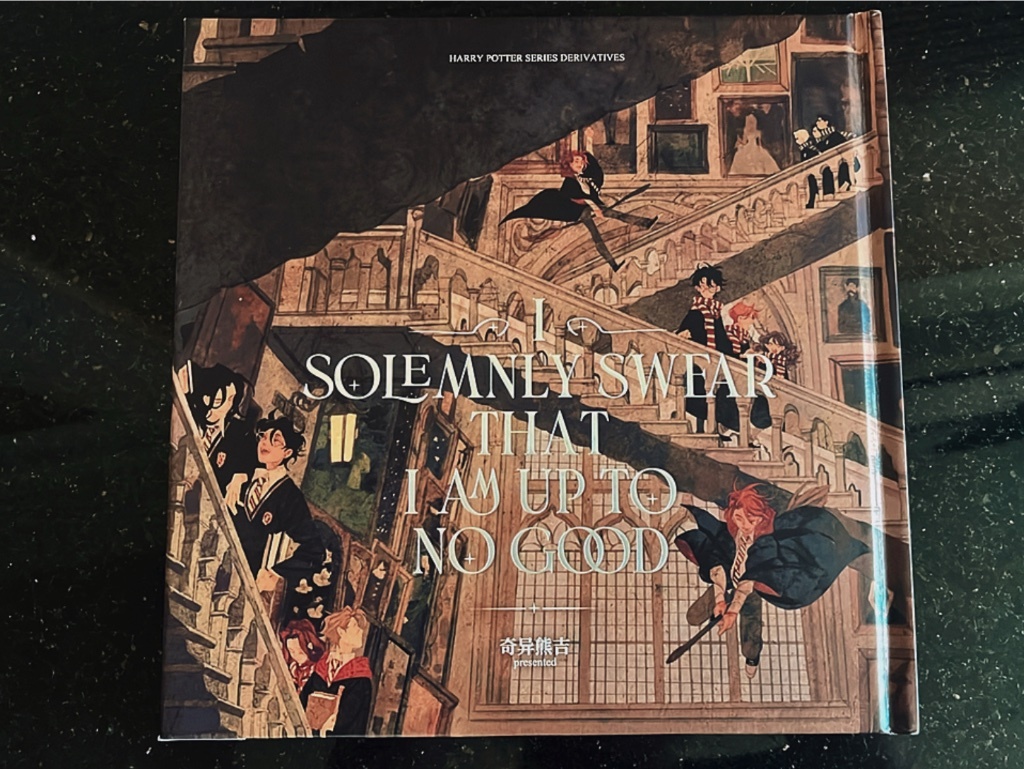 HARRY POTTER SERIES DERIVATIVES
I
SOLEMNLY SWEAR
THAT
I AM UP TO
NO GOOD
奇异熊吉
presented